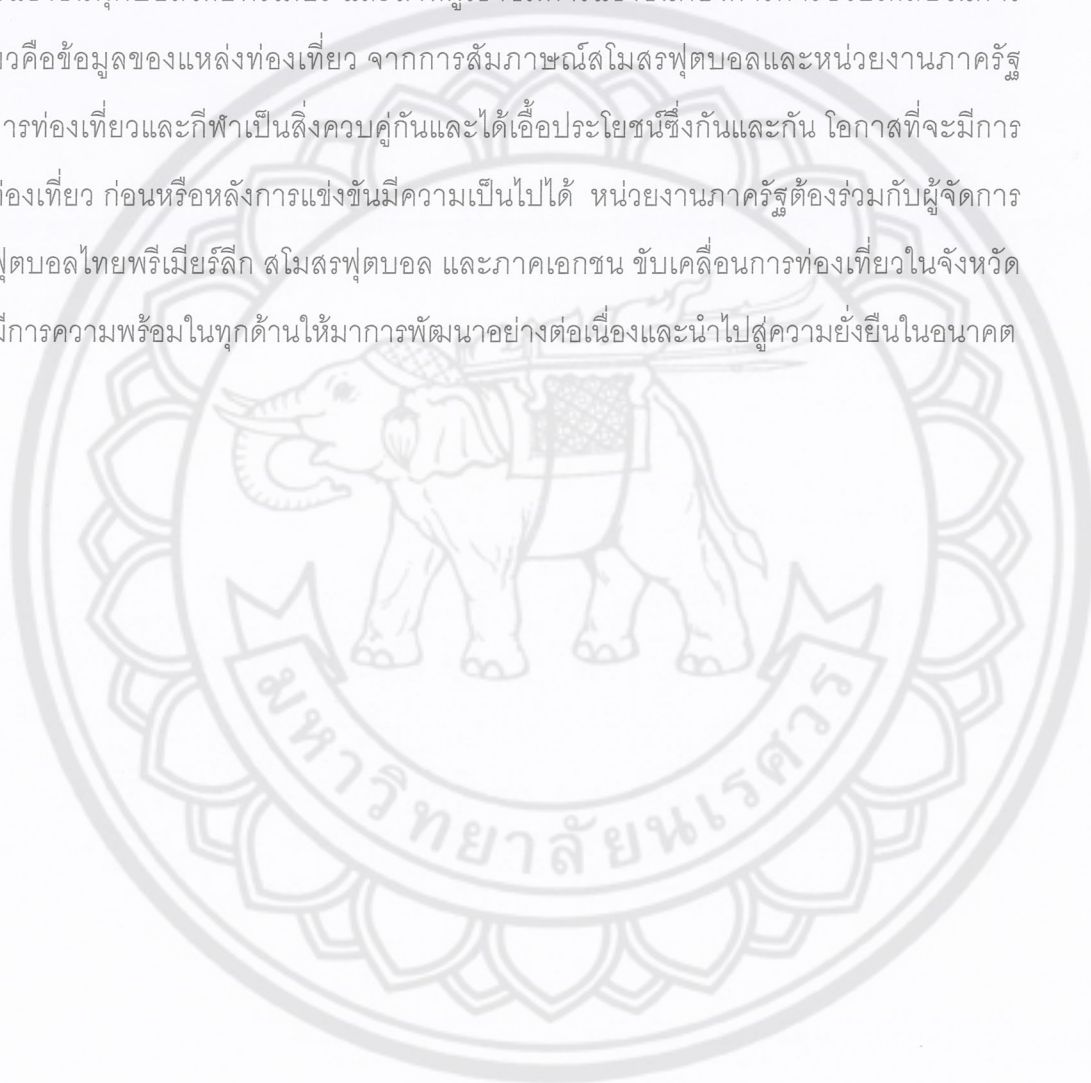 วคือข้อมูลของแหล่งท่องเที่ยว จากการสัมภาษณ์สโมสรฟุตบอลและหน่วยงานภาครัฐ
ารท่องเที่ยวและกีฬาเป็นสิ่งควบคู่กันและได้เอื้อประโยชน์ซึ่งกันและกัน โอกาสที่จะมีการ
ท่องเที่ยว ก่อนหรือหลังการแข่งขันมีความเป็นไปได้ หน่วยงานภาครัฐต้องร่วมกับผู้จัดการ
ฟุตบอลไทยพรีเมียร์ลีก สโมสรฟุตบอล และภาคเอกชน ขับเคลื่อนการท่องเที่ยวในจังหวัด
มีการความพร้อมในทุกด้านให้มาการพัฒนาอย่างต่อเนื่องและนำไปสู่ความยั่งยืนในอนาคต
มหาวิทยาลัยนเรศวร